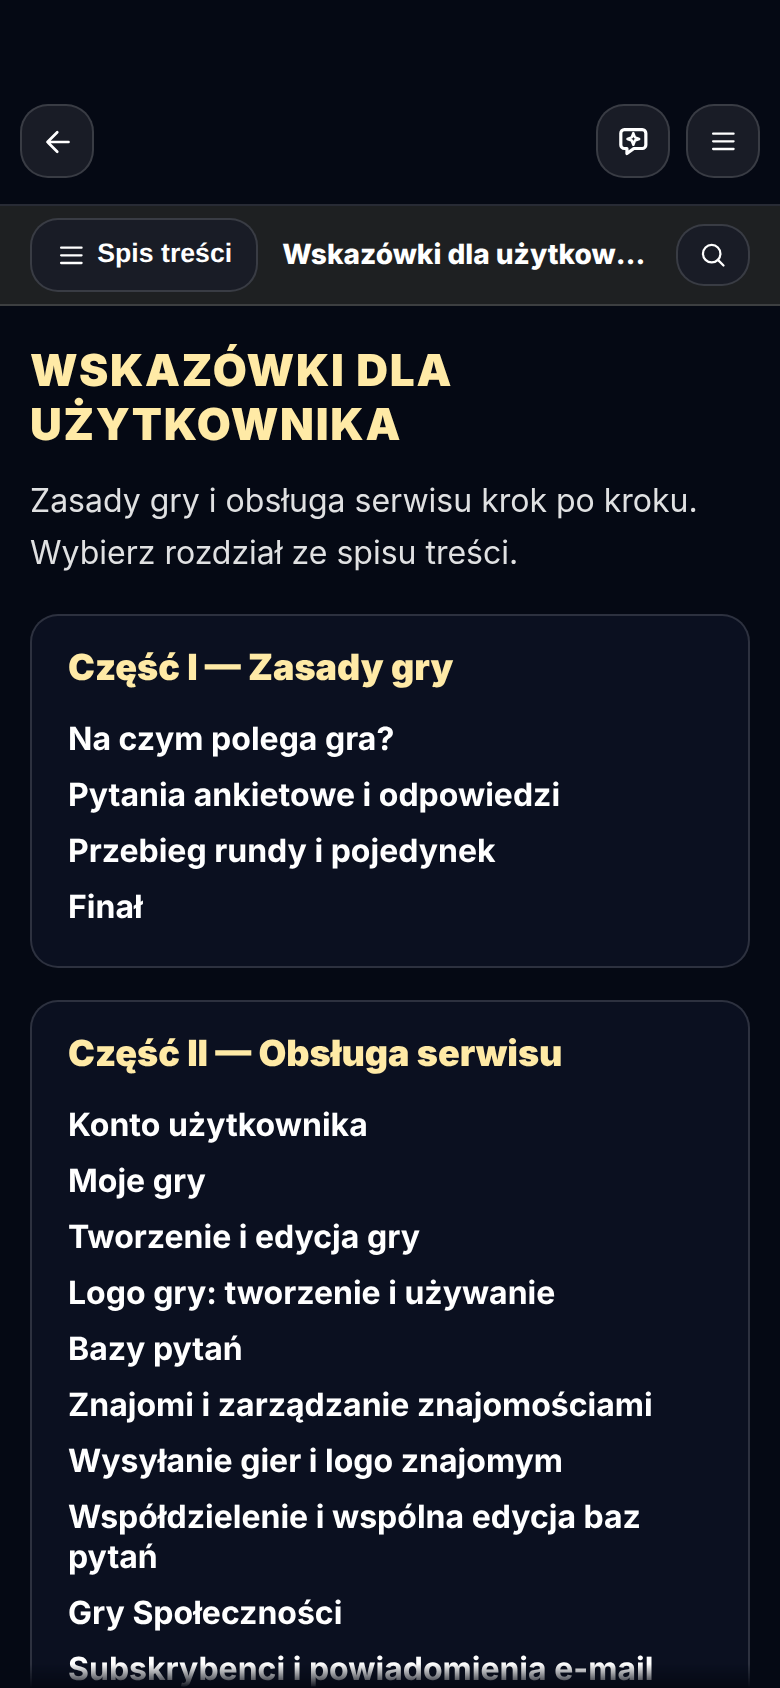 Spis treści
Wskazówki dla użytkow...
WSKAZÓWKI DLA
UŻYTKOWNIKA
Zasady gry i obsługa serwisu krok po kroku.
Wybierz rozdział ze spisu treści.
Część I — Zasady gry
Na czym polega gra?
Pytania ankietowe i odpowiedzi
Przebieg rundy i pojedynek
Finał
Część II — Obsługa serwisu
Konto użytkownika
Moje gry
Tworzenie i edycja gry
Logo gry: tworzenie i używanie
Bazy pytań
Znajomi i zarządzanie znajomościami
Wysyłanie gier i logo znajomym
Współdzielenie i wspólna edycja baz
pytań
Gry Społeczności
Subskrybenci i powiadomienia e-mail